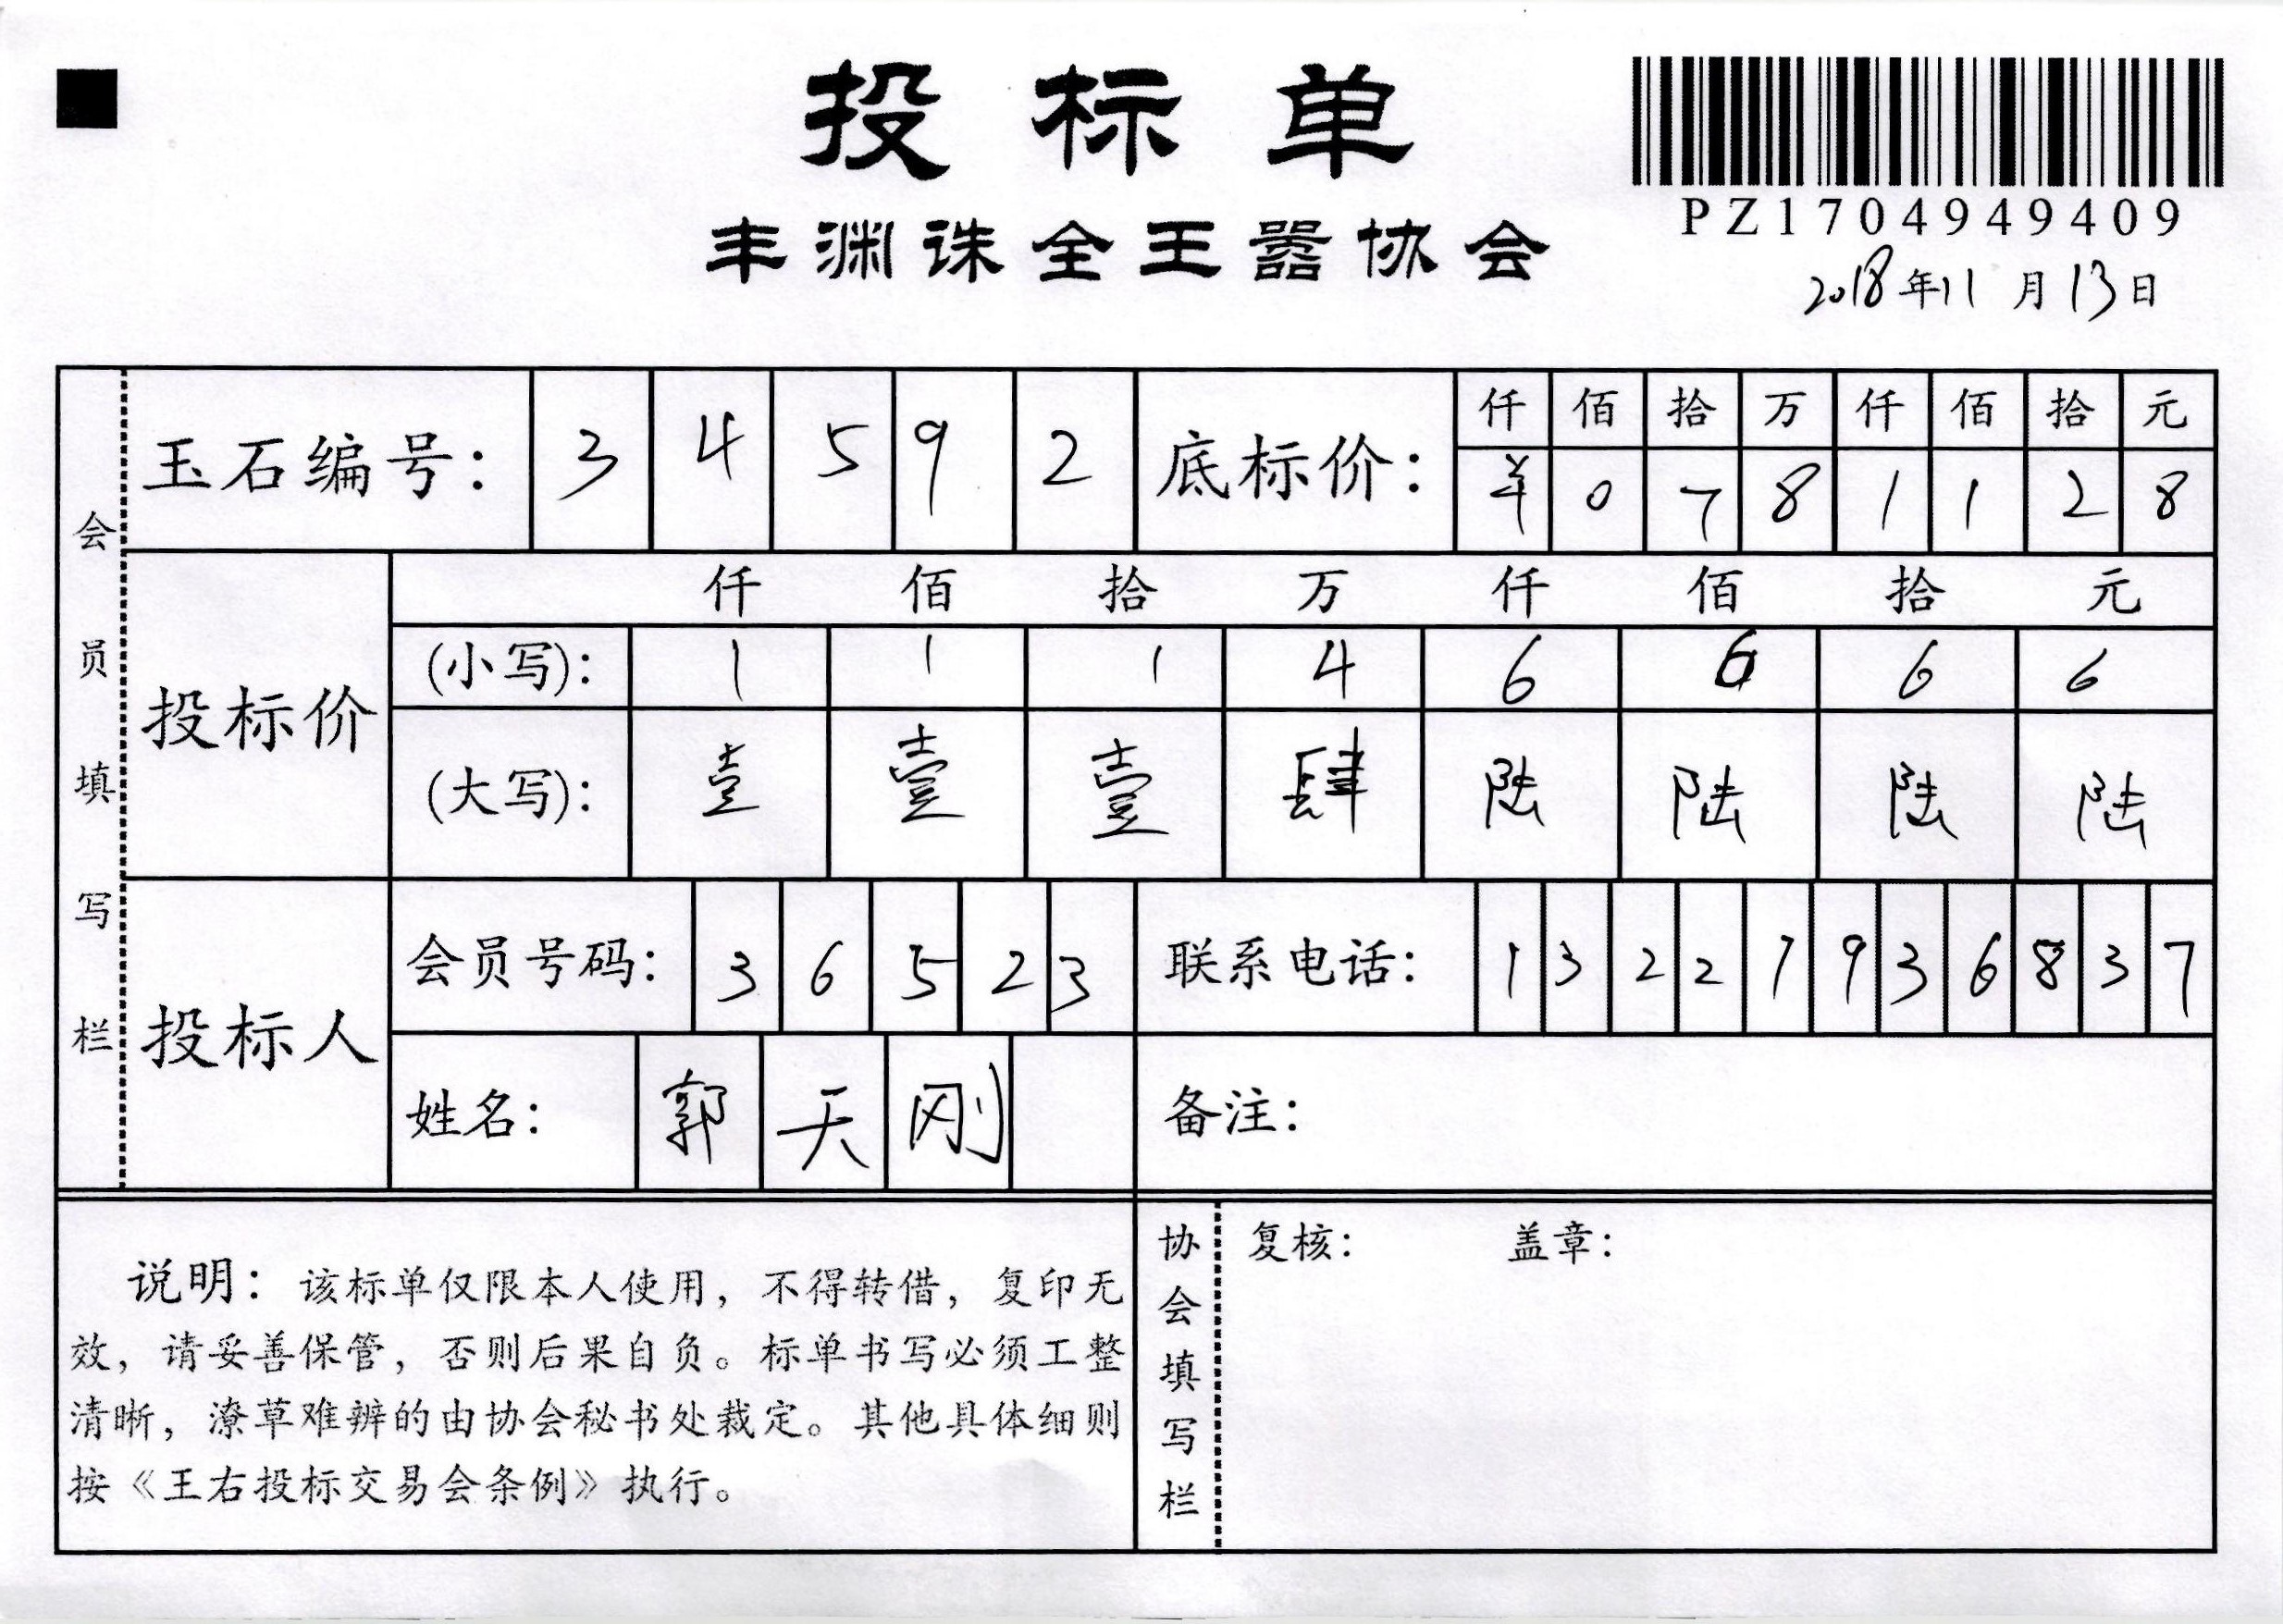 投标单
PZ1704949409
丰渊诛全王嚣协会
2018年11月13日
会员填写栏
玉石编号: 3 4 5 9 2 底标价: 仟 佰 拾 万 仟 佰 拾 元
¥ 0 7 8 1 1 2 8
投标价
仟 佰 拾 万 仟 佰 拾 元
(小写): 1 1 1 4 6 6 6 6
(大写): 壹 壹 壹 肆 陆 陆 陆 陆
投标人
会员号码: 3 6 5 2 3 联系电话: 1 3 2 2 7 9 3 6 8 3 7
姓名: 郭 天 刚 备注:
说明: 该标单仅限本人使用，不得转借，复印无
效，请妥善保管，否则后果自负。标单书写必须工整
清晰，潦草难辨的由协会秘书处裁定。其他具体细则
按《王右投标交易会条例》执行。
协会填写栏
复核: 盖章: